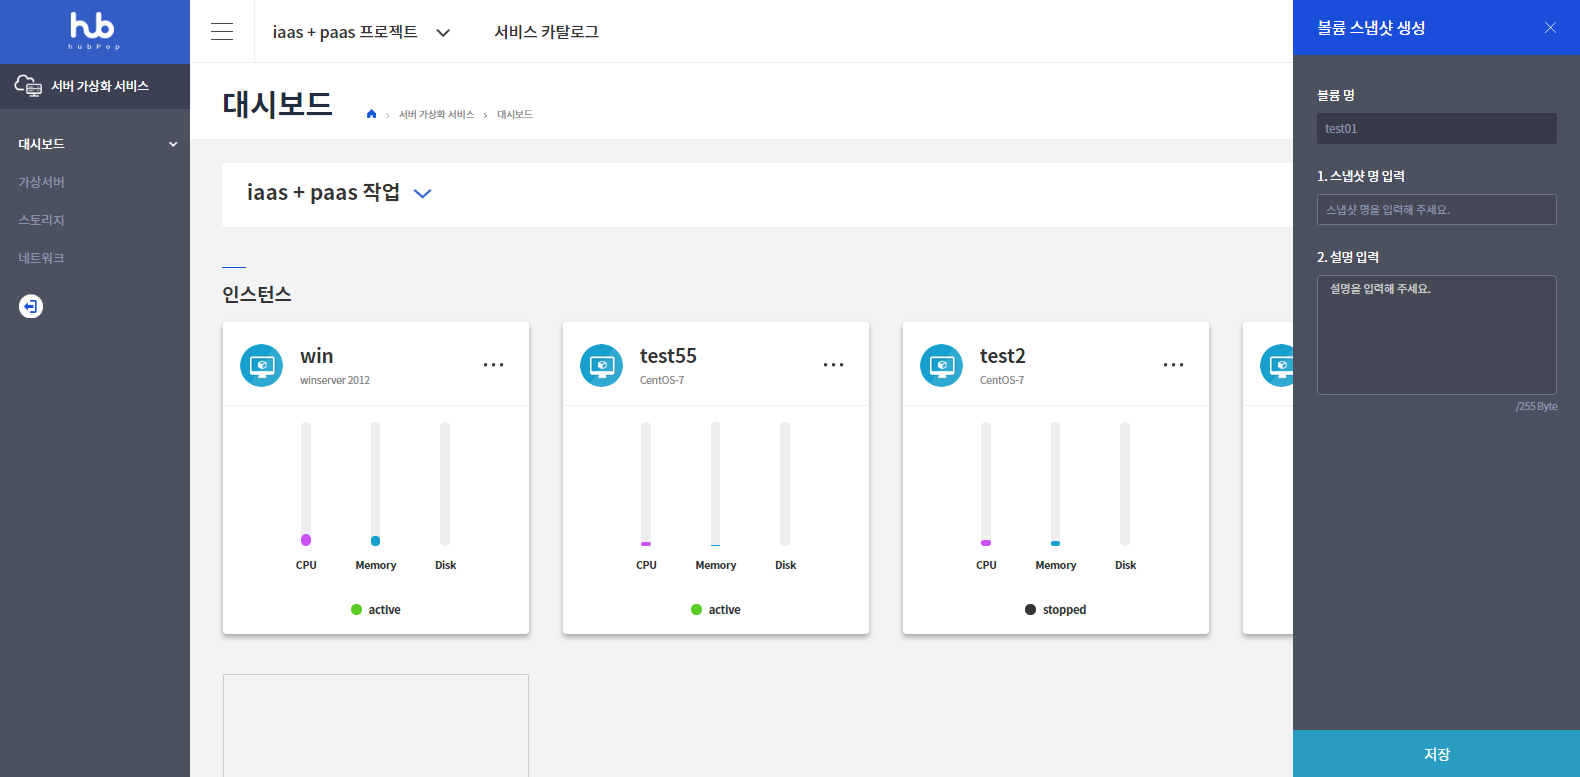 hub
hubPop
서버 가상화 서비스
대시보드
가상서버
스토리지
네트워크
iaas + paas 프로젝트
서비스 카탈로그
대시보드
서버 가상화 서비스 > 대시보드
iaas + paas 작업
인스턴스
win
winserver 2012
CPU Memory Disk
active
test55
CentOS-7
CPU Memory Disk
active
test2
CentOS-7
CPU Memory Disk
stopped
볼륨 스냅샷 생성
볼륨 명
test01
1. 스냅샷 명 입력
스냅샷 명을 입력해 주세요.
2. 설명 입력
설명을 입력해 주세요.
/255 Byte
저장